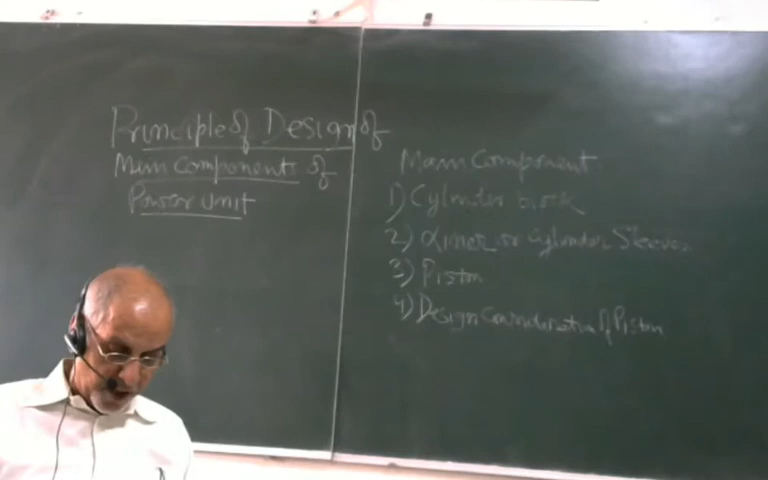 Principle of Design of
Main Components of
Power unit
Main Component
1) Cylinder block
2) Liner or Cylinder Sleeves
3) Piston
4) Design Consideration of Piston